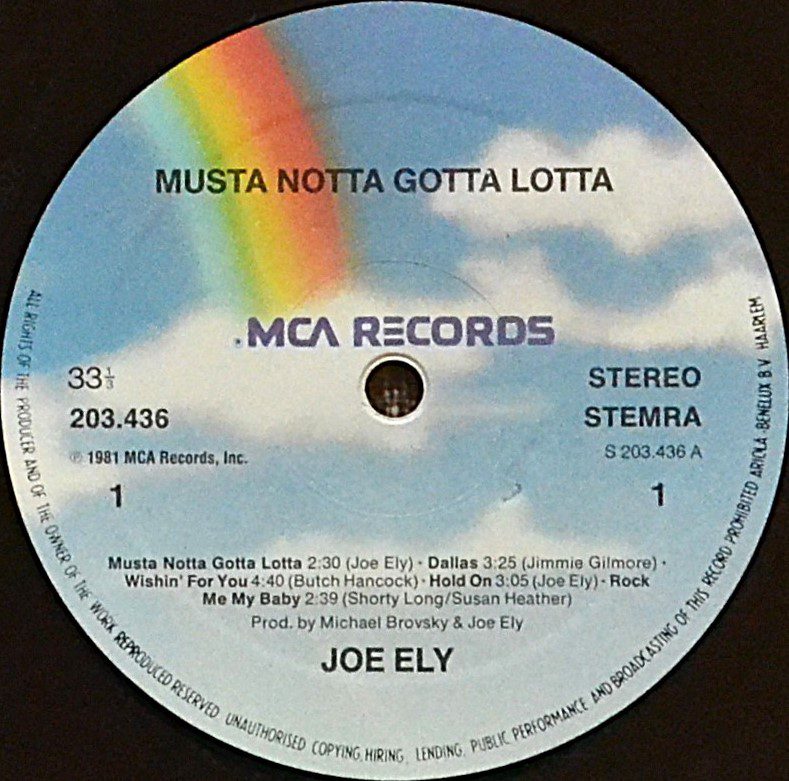 MUSTA NOTTA GOTTA LOTTA
MCA RECORDS
33⅓
STEREO
203.436
STEMRA
℗ 1981 MCA Records, Inc.
S 203.436 A
1
1
Musta Notta Gotta Lotta 2:30 (Joe Ely) · Dallas 3:25 (Jimmie Gilmore) ·
Wishin' For You 4:40 (Butch Hancock) · Hold On 3:05 (Joe Ely) · Rock
Me My Baby 2:39 (Shorty Long/Susan Heather)
Prod. by Michael Brovsky & Joe Ely
JOE ELY
ALL RIGHTS OF THE PRODUCER AND OF THE OWNER OF THE WORK REPRODUCED RESERVED. UNAUTHORISED COPYING, HIRING, LENDING, PUBLIC PERFORMANCE AND BROADCASTING OF THIS RECORD PROHIBITED ARIOLA-BENELUX B.V. HAARLEM